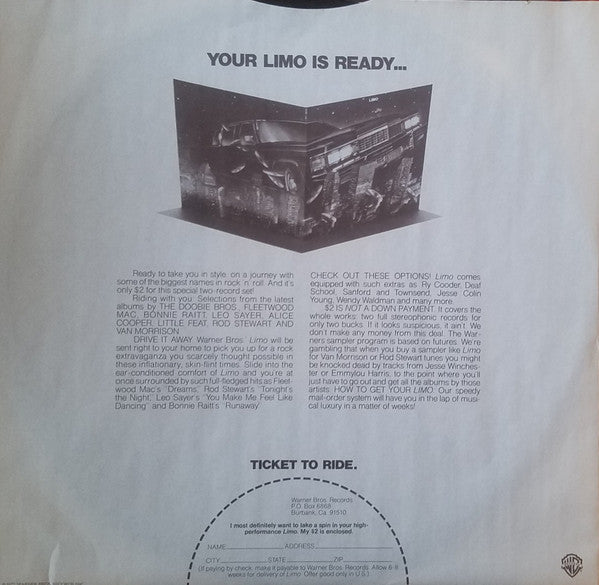 YOUR LIMO IS READY...
LIMO
Ready to take you in style, on a journey with
some of the biggest names in rock 'n' roll. And it's
only $2 for this special two-record set!
Riding with you: Selections from the latest
albums by THE DOOBIE BROS., FLEETWOOD
MAC, BONNIE RAITT, LEO SAYER, ALICE
COOPER, LITTLE FEAT, ROD STEWART AND
VAN MORRISON.
DRIVE IT AWAY. Warner Bros. Limo will be
sent right to your home to pick you up for a rock
extravaganza you scarcely thought possible in
these inflationary, skin-flint times. Slide into the
ear-conditioned comfort of Limo and you're at
once surrounded by such full-fledged hits as Fleet-
wood Mac's "Dreams," Rod Stewart's "Tonight's
the Night," Leo Sayer's "You Make Me Feel Like
Dancing" and Bonnie Raitt's "Runaway."
CHECK OUT THESE OPTIONS! Limo comes
equipped with such extras as Ry Cooder, Deaf
School, Sanford and Townsend, Jesse Colin
Young, Wendy Waldman and many more.
$2 IS NOT A DOWN PAYMENT. It covers the
whole works: two full stereophonic records for
only two bucks. If it looks suspicious, it ain't. We
don't make any money from this deal. The War-
ners sampler program is based on futures. We're
gambling that when you buy a sampler like Limo
for Van Morrison or Rod Stewart tunes you might
be knocked dead by tracks from Jesse Winches-
ter or Emmylou Harris, to the point where you'll
just have to go out and get all the albums by those
artists. HOW TO GET YOUR LIMO. Our speedy
mail-order system will have you in the lap of musi-
cal luxury in a matter of weeks!
TICKET TO RIDE.
Warner Bros. Records
P.O. Box 6868
Burbank, Ca. 91510
I most definitely want to take a spin in your high-
performance Limo. My $2 is enclosed.
NAME ADDRESS
CITY STATE ZIP
(If paying by check, make it payable to Warner Bros. Records. Allow 6-8
weeks for delivery of Limo. Offer good only in U.S.)